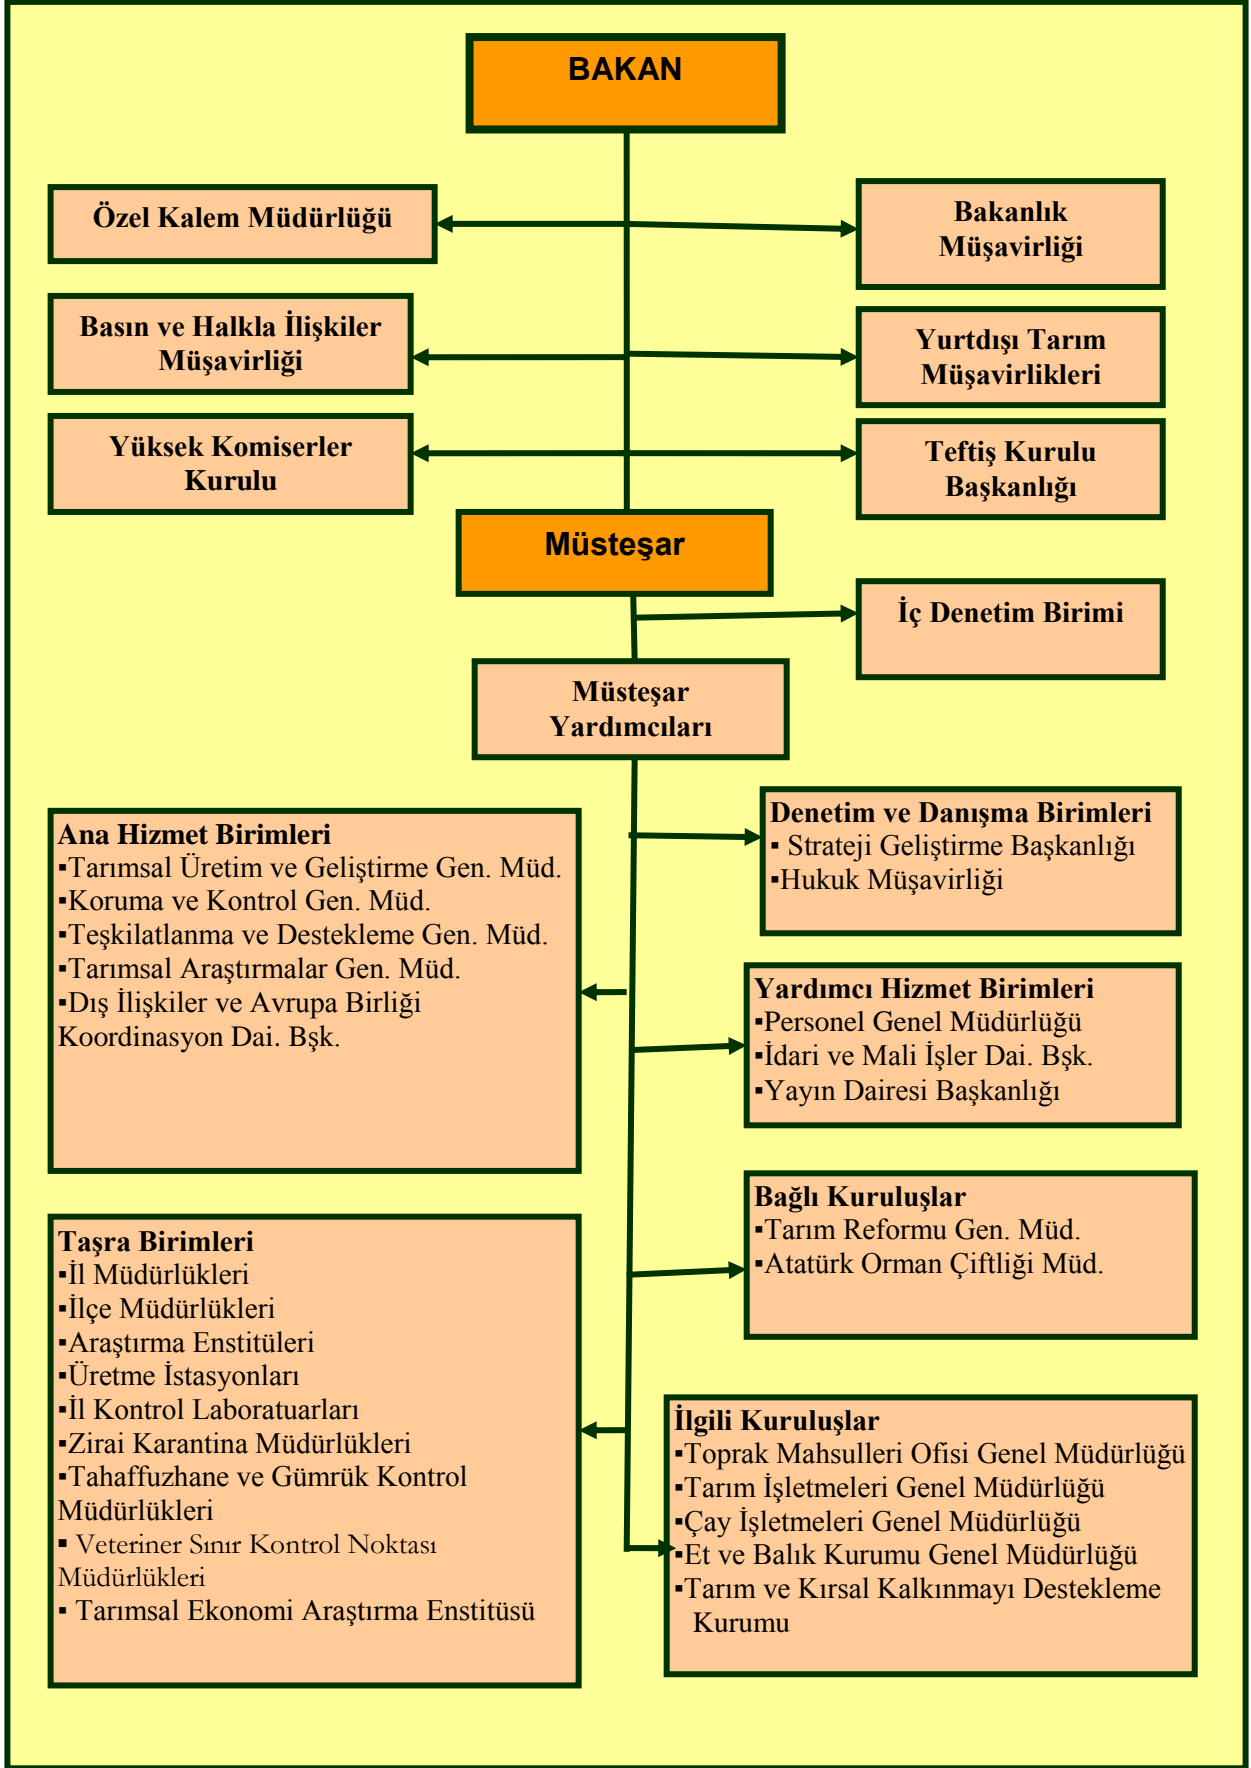 BAKAN
Özel Kalem Müdürlüğü
Bakanlık
Müşavirliği
Basın ve Halkla İlişkiler
Müşavirliği
Yurtdışı Tarım
Müşavirlikleri
Yüksek Komiserler
Kurulu
Teftiş Kurulu
Başkanlığı
Müsteşar
İç Denetim Birimi
Müsteşar
Yardımcıları
Ana Hizmet Birimleri
▪Tarımsal Üretim ve Geliştirme Gen. Müd.
▪Koruma ve Kontrol Gen. Müd.
▪Teşkilatlanma ve Destekleme Gen. Müd.
▪Tarımsal Araştırmalar Gen. Müd.
▪Dış İlişkiler ve Avrupa Birliği
Koordinasyon Dai. Bşk.
Denetim ve Danışma Birimleri
▪ Strateji Geliştirme Başkanlığı
▪Hukuk Müşavirliği
Yardımcı Hizmet Birimleri
▪Personel Genel Müdürlüğü
▪İdari ve Mali İşler Dai. Bşk.
▪Yayın Dairesi Başkanlığı
Bağlı Kuruluşlar
▪Tarım Reformu Gen. Müd.
▪Atatürk Orman Çiftliği Müd.
Taşra Birimleri
▪İl Müdürlükleri
▪İlçe Müdürlükleri
▪Araştırma Enstitüleri
▪Üretme İstasyonları
▪İl Kontrol Laboratuarları
▪Zirai Karantina Müdürlükleri
▪Tahaffuzhane ve Gümrük Kontrol
Müdürlükleri
▪ Veteriner Sınır Kontrol Noktası
Müdürlükleri
▪ Tarımsal Ekonomi Araştırma Enstitüsü
İlgili Kuruluşlar
▪Toprak Mahsulleri Ofisi Genel Müdürlüğü
▪Tarım İşletmeleri Genel Müdürlüğü
▪Çay İşletmeleri Genel Müdürlüğü
▪Et ve Balık Kurumu Genel Müdürlüğü
▪Tarım ve Kırsal Kalkınmayı Destekleme
Kurumu